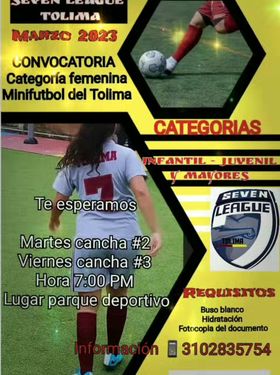 SEVEN LEAGUE
TOLIMA
MARZO 2023
CONVOCATORIA
Categoría femenina
Minifutbol del Tolima
CATEGORIAS
INFANTIL - JUVENIL
Y MAYORES
7
Te esperamos
SEVEN
LEAGUE
TOLIMA
Martes cancha #2
Viernes cancha #3
Hora 7:00 PM
Lugar parque deportivo
REQUISITOS
Buso blanco
Hidratación
Fotocopia del documento
Información 3102835754